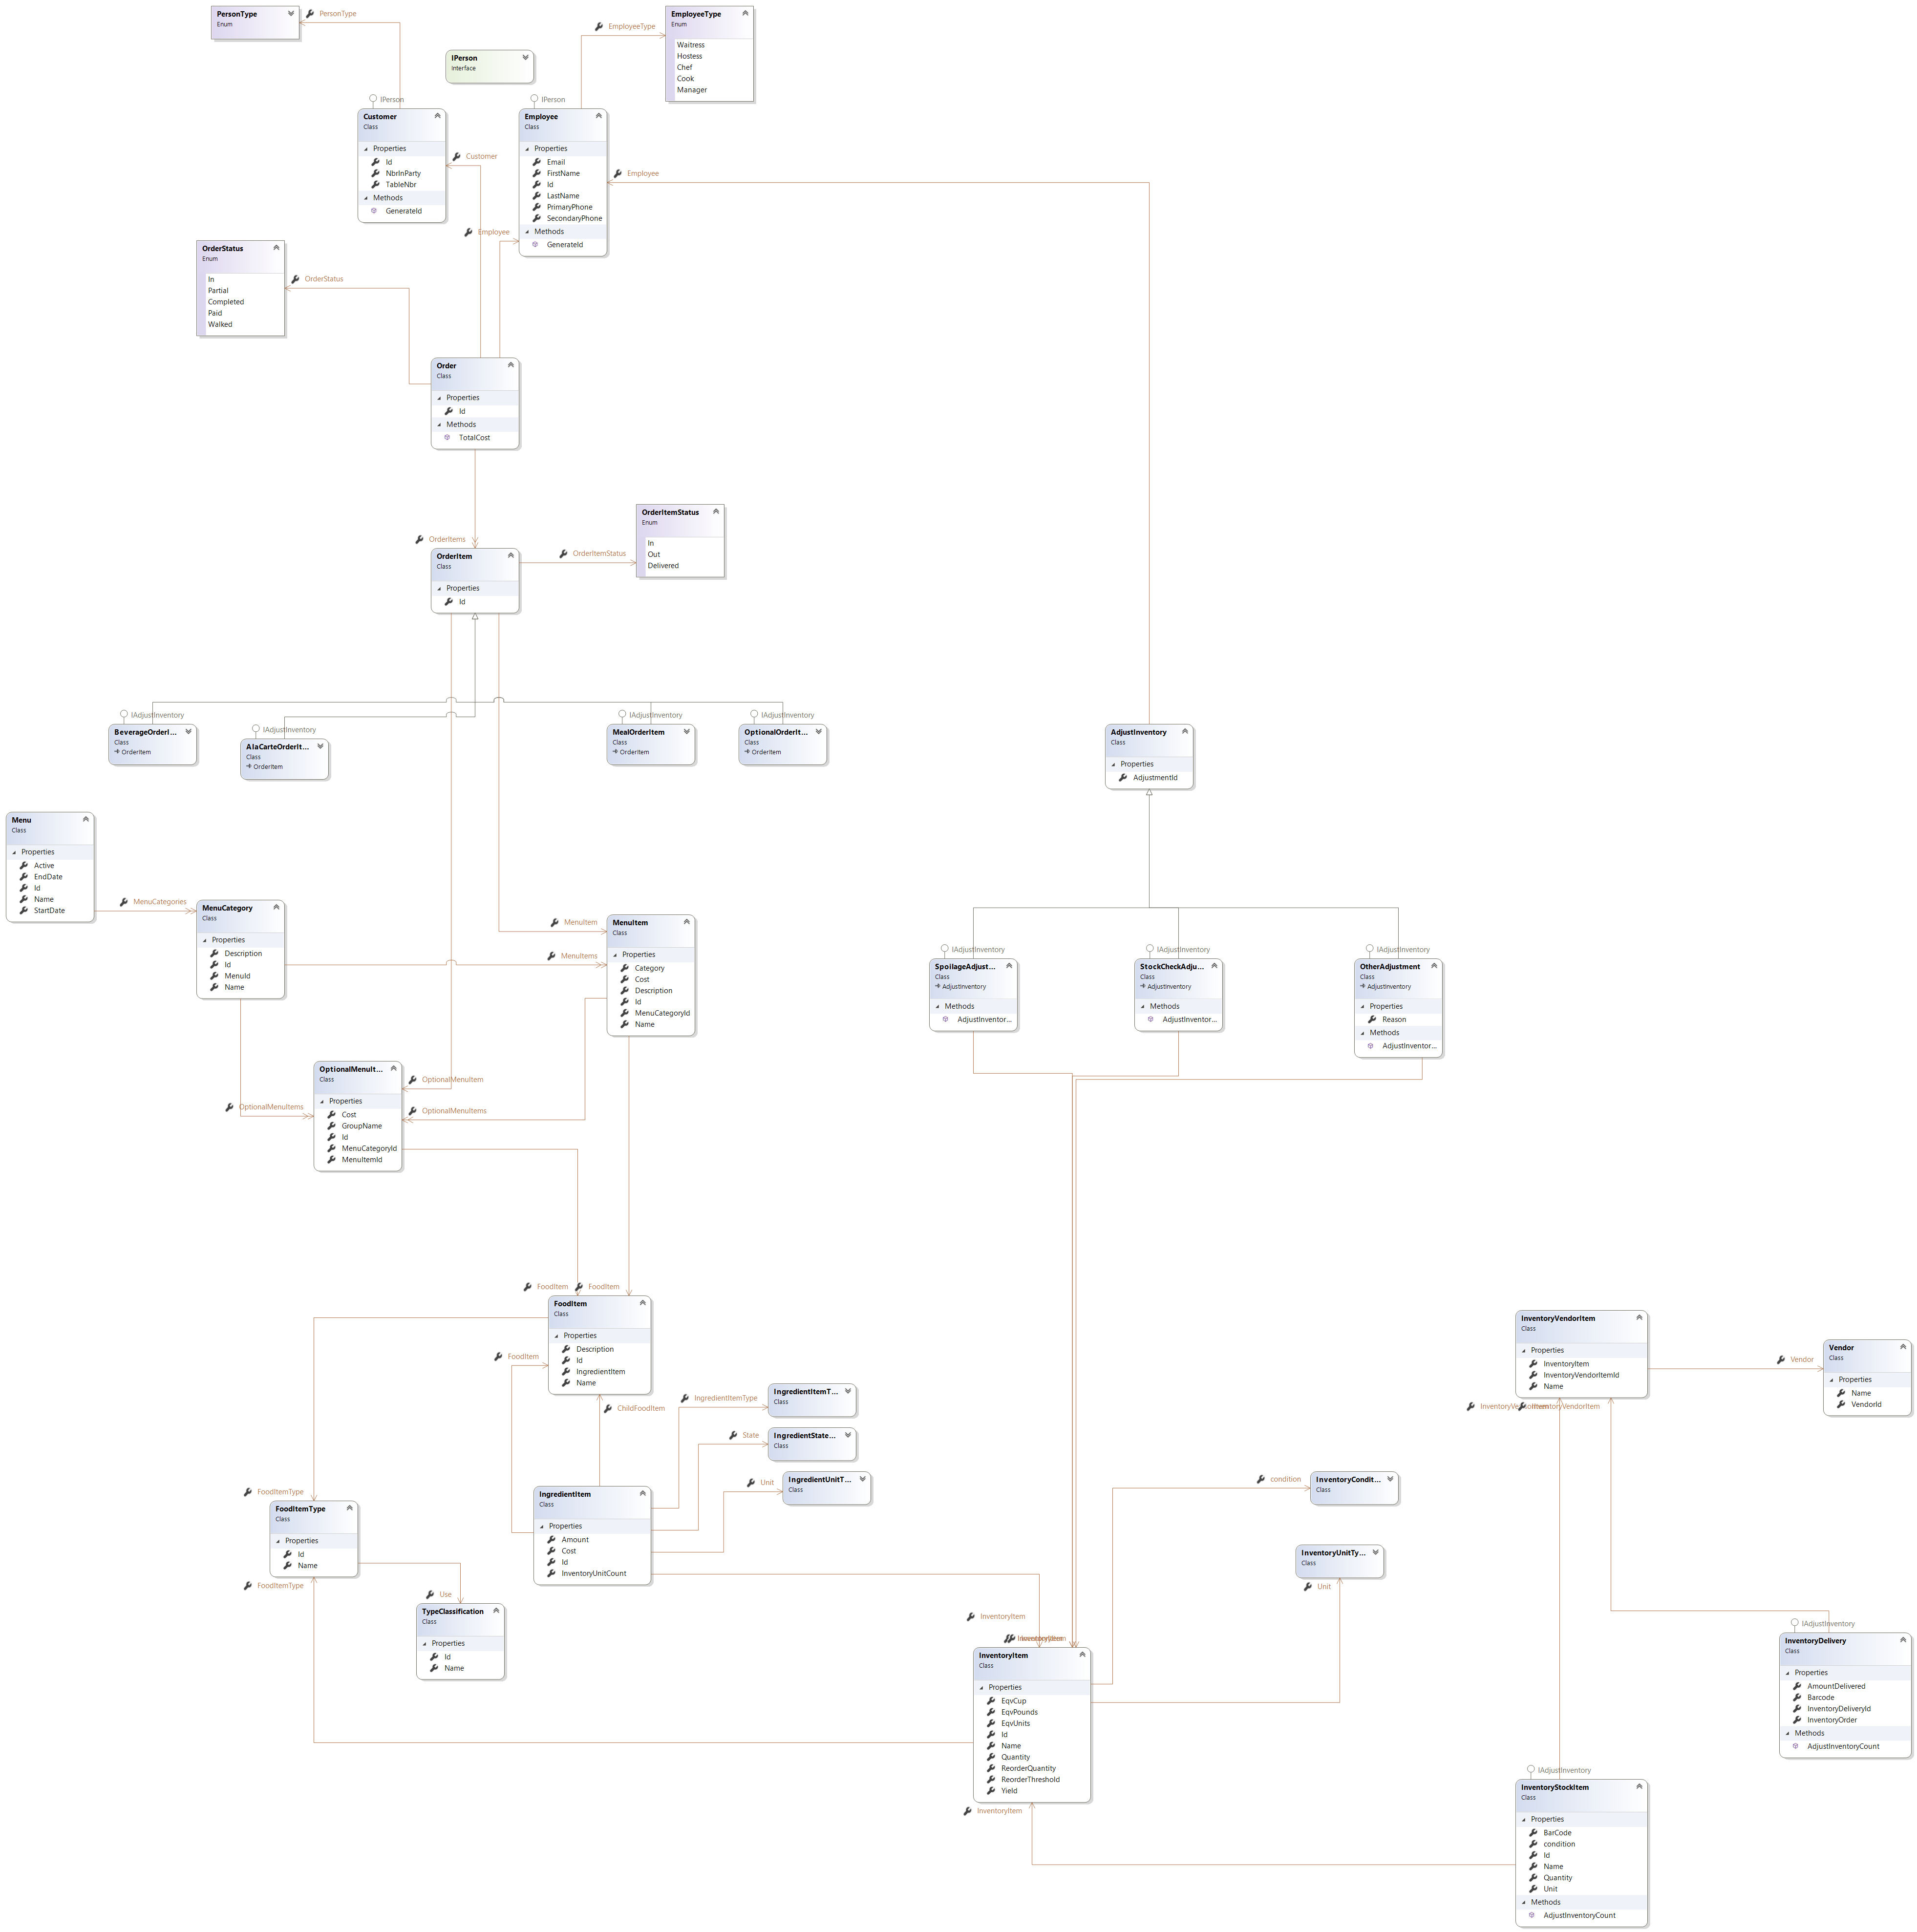 PersonType
Enum
PersonType
IPerson
Interface
EmployeeType
EmployeeType
Enum
Waitress
Hostess
Chef
Cook
Manager
IPerson
Customer
Class
Properties
Id
NbrInParty
TableNbr
Methods
GenerateId
Customer
IPerson
Employee
Class
Properties
Email
FirstName
Id
LastName
PrimaryPhone
SecondaryPhone
Methods
GenerateId
Employee
Employee
OrderStatus
Enum
In
Partial
Completed
Paid
Walked
OrderStatus
Order
Class
Properties
Id
Methods
TotalCost
OrderItems
OrderItem
Class
Properties
Id
OrderItemStatus
OrderItemStatus
Enum
In
Out
Delivered
IAdjustInventory
BeverageOrderI...
Class
OrderItem
IAdjustInventory
AlaCarteOrderIt...
Class
OrderItem
IAdjustInventory
MealOrderItem
Class
OrderItem
IAdjustInventory
OptionalOrderIt...
Class
OrderItem
AdjustInventory
Class
Properties
AdjustmentId
Menu
Class
Properties
Active
EndDate
Id
Name
StartDate
MenuCategories
MenuCategory
Class
Properties
Description
Id
MenuId
Name
MenuItem
MenuItems
MenuItem
Class
Properties
Category
Cost
Description
Id
MenuCategoryId
Name
IAdjustInventory
SpoilageAdjust...
Class
AdjustInventory
Methods
AdjustInventor...
IAdjustInventory
StockCheckAdju...
Class
AdjustInventory
Methods
AdjustInventor...
IAdjustInventory
OtherAdjustment
Class
AdjustInventory
Properties
Reason
Methods
AdjustInventor...
OptionalMenuItems
OptionalMenuIt...
Class
Properties
Cost
GroupName
Id
MenuCategoryId
MenuItemId
OptionalMenuItem
OptionalMenuItems
FoodItem
FoodItem
FoodItem
Class
Properties
Description
Id
IngredientItem
Name
FoodItem
ChildFoodItem
IngredientItemType
IngredientItemT...
Class
State
IngredientState...
Class
Unit
IngredientUnitT...
Class
IngredientItem
Class
Properties
Amount
Cost
Id
InventoryUnitCount
FoodItemType
FoodItemType
Class
Properties
Id
Name
FoodItemType
Use
TypeClassification
Class
Properties
Id
Name
InventoryVendorItem
Class
Properties
InventoryItem
InventoryVendorItemId
Name
InventoryVendorItem
Vendor
Vendor
Class
Properties
Name
VendorId
condition
InventoryCondit...
Class
InventoryUnitTy...
Class
Unit
InventoryItem
InventoryItem
Class
Properties
EqvCup
EqvPounds
EqvUnits
Id
Name
Quantity
ReorderQuantity
ReorderThreshold
Yield
InventoryItem
IAdjustInventory
InventoryDelivery
Class
Properties
AmountDelivered
Barcode
InventoryDeliveryId
InventoryOrder
Methods
AdjustInventoryCount
IAdjustInventory
InventoryStockItem
Class
Properties
BarCode
condition
Id
Name
Quantity
Unit
Methods
AdjustInventoryCount